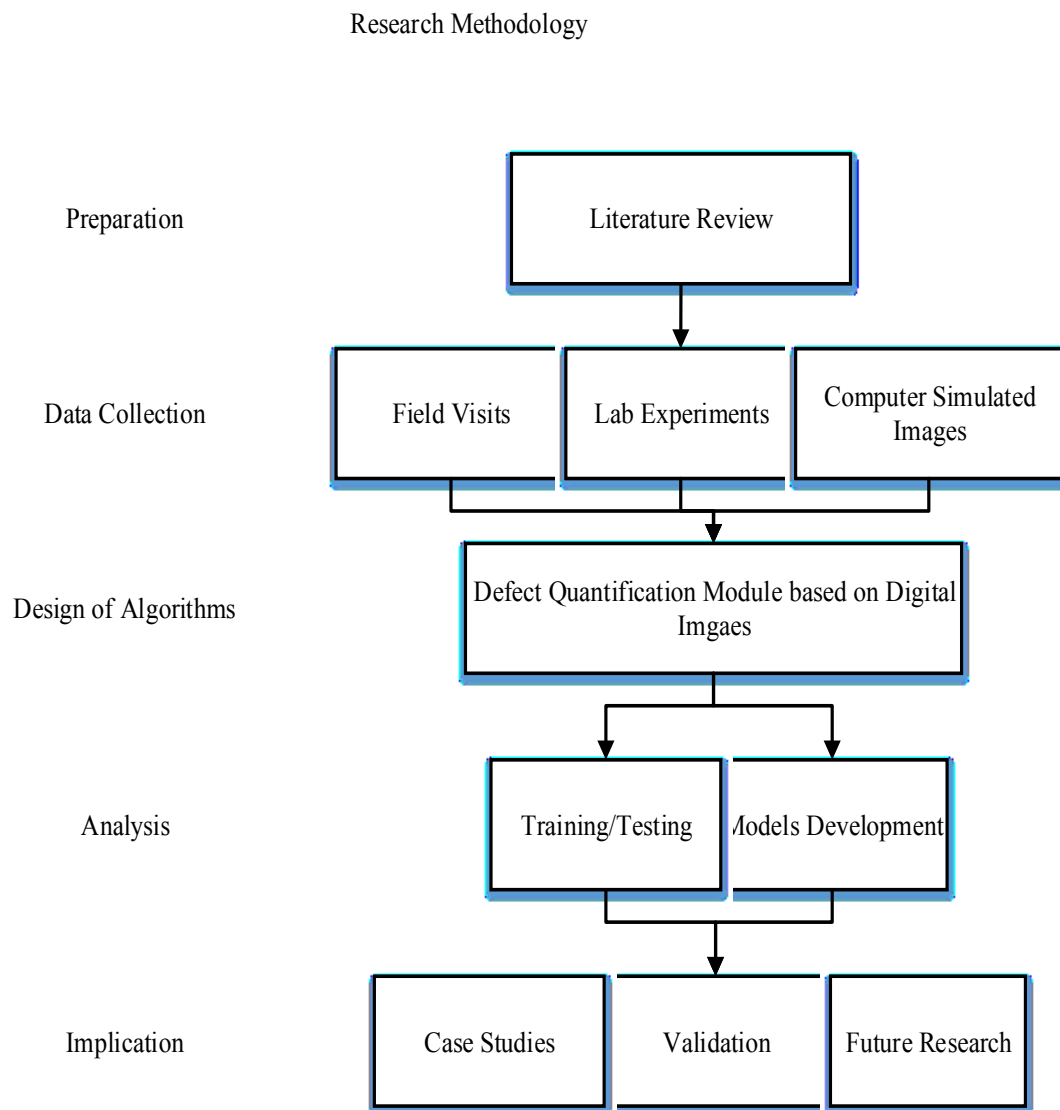 Research Methodology
Preparation
Literature Review
Data Collection
Field Visits
Lab Experiments
Computer Simulated
Images
Design of Algorithms
Defect Quantification Module based on Digital
Imgaes
Analysis
Training/Testing
Models Development
Implication
Case Studies
Validation
Future Research